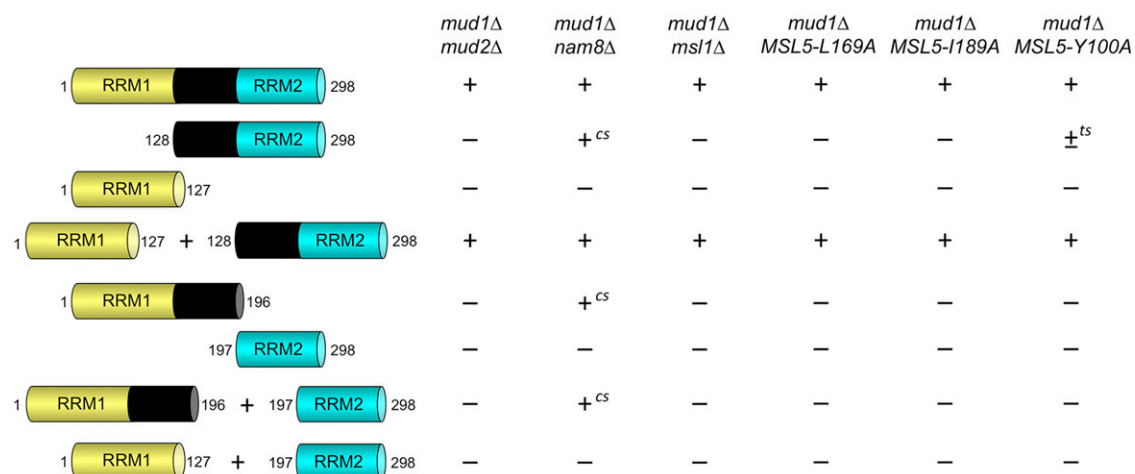 mud1Δ mud1Δ mud1Δ mud1Δ mud1Δ mud1Δ
mud2Δ nam8Δ msl1Δ MSL5-L169A MSL5-I189A MSL5-Y100A
1 RRM1 RRM2 298 + + + + + +
128 RRM2 298 − +cs − − − ±ts
1 RRM1 127 − − − − − −
1 RRM1 127 + 128 RRM2 298 + + + + + +
1 RRM1 196 − +cs − − − −
197 RRM2 298 − − − − − −
1 RRM1 196 + 197 RRM2 298 − +cs − − − −
1 RRM1 127 + 197 RRM2 298 − − − − − −